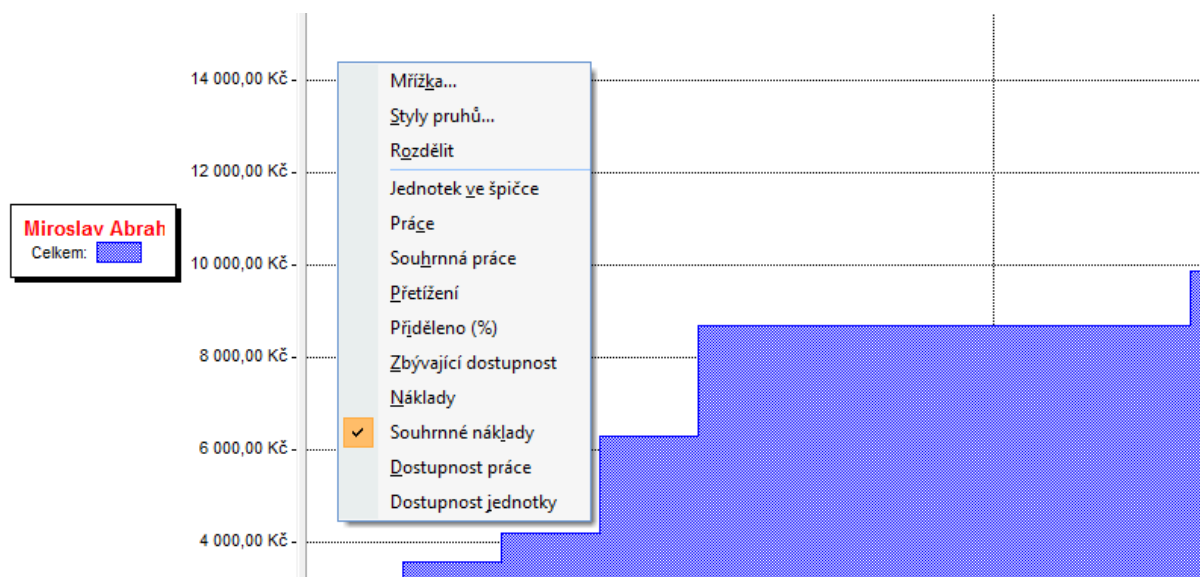 14 000,00 Kč
12 000,00 Kč
10 000,00 Kč
8 000,00 Kč
6 000,00 Kč
4 000,00 Kč
Miroslav Abrah
Celkem:
Mřížka...
Styly pruhů...
Rozdělit
Jednotek ve špičce
Práce
Souhrnná práce
Přetížení
Přiděleno (%)
Zbývající dostupnost
Náklady
Souhrnné náklady
Dostupnost práce
Dostupnost jednotky